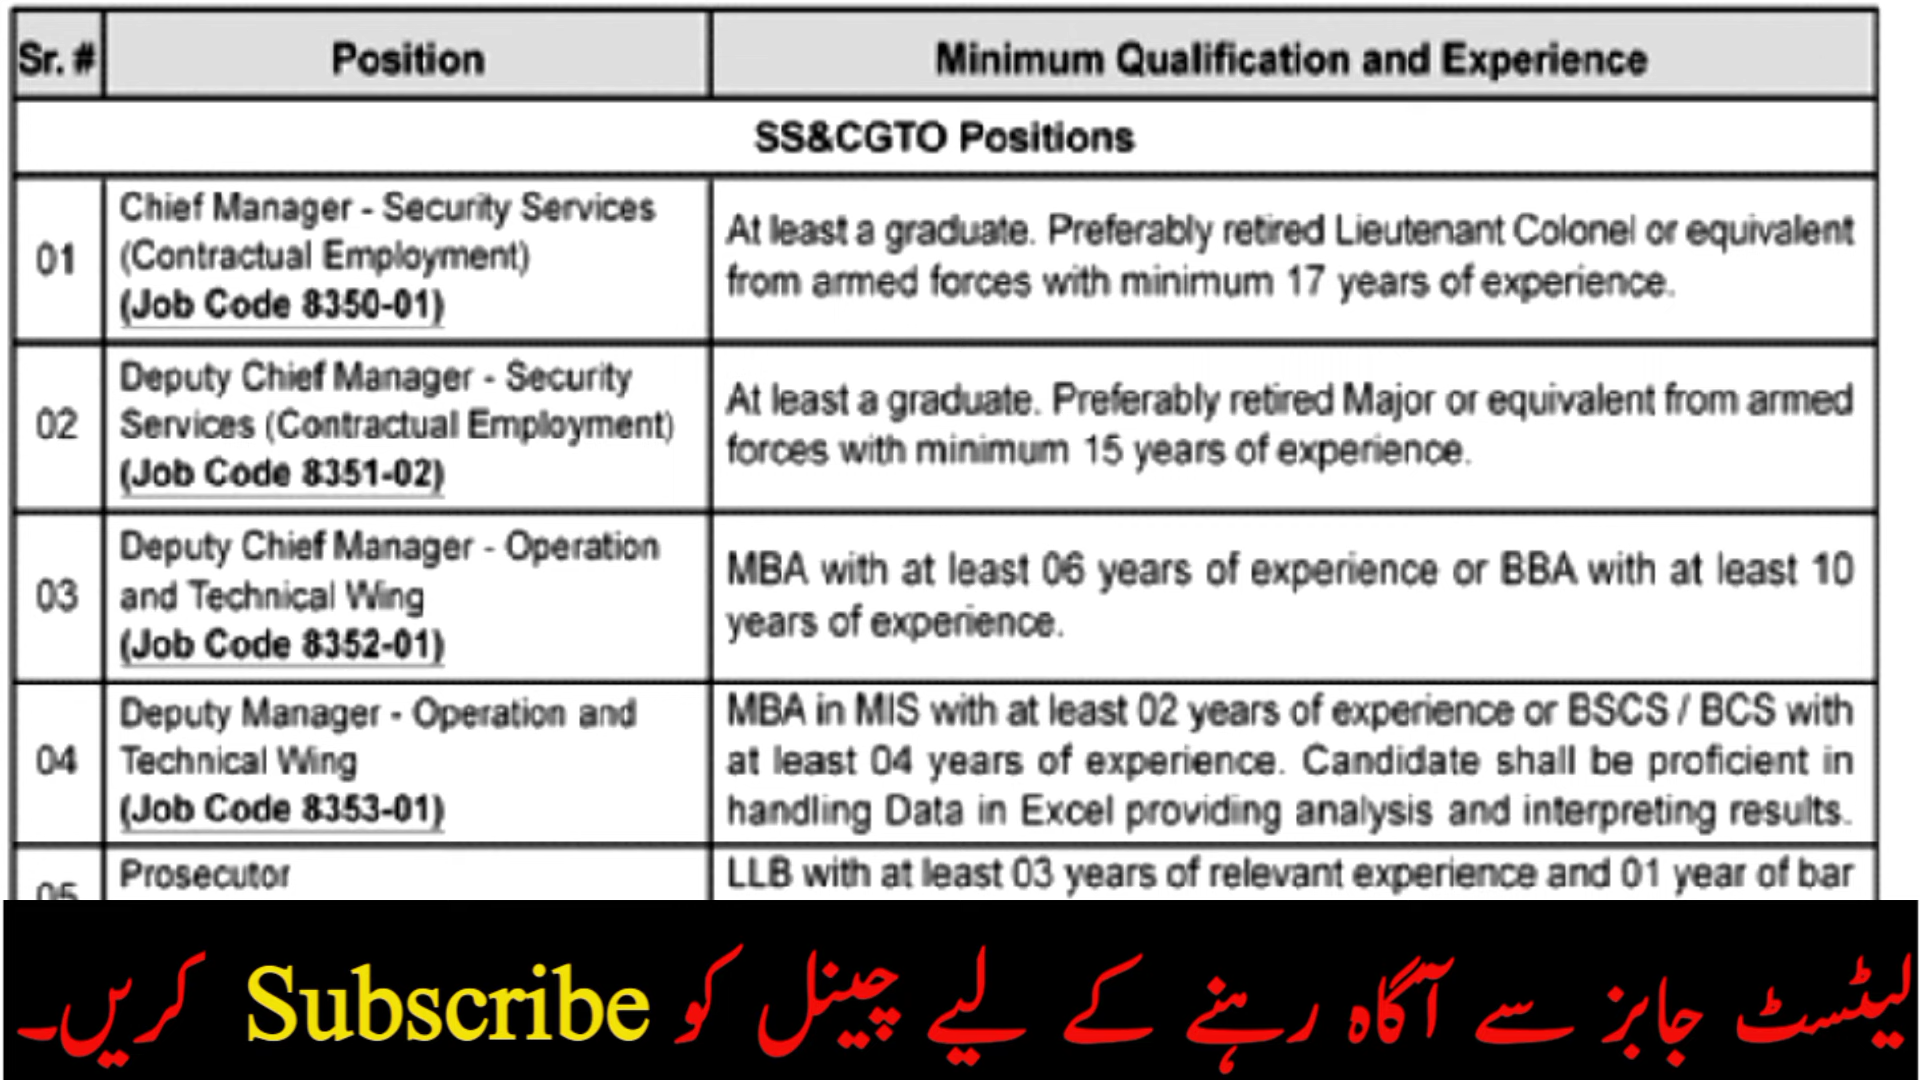 Sr. # Position Minimum Qualification and Experience
SS&CGTO Positions
01
Chief Manager - Security Services
(Contractual Employment)
(Job Code 8350-01)
At least a graduate. Preferably retired Lieutenant Colonel or equivalent
from armed forces with minimum 17 years of experience.
02
Deputy Chief Manager - Security
Services (Contractual Employment)
(Job Code 8351-02)
At least a graduate. Preferably retired Major or equivalent from armed
forces with minimum 15 years of experience.
03
Deputy Chief Manager - Operation
and Technical Wing
(Job Code 8352-01)
MBA with at least 06 years of experience or BBA with at least 10
years of experience.
04
Deputy Manager - Operation and
Technical Wing
(Job Code 8353-01)
MBA in MIS with at least 02 years of experience or BSCS / BCS with
at least 04 years of experience. Candidate shall be proficient in
handling Data in Excel providing analysis and interpreting results.
05
Prosecutor
LLB with at least 03 years of relevant experience and 01 year of bar
لیٹسٹ جابز سے آگاہ رہنے کے لیے چینل کو Subscribe کریں۔